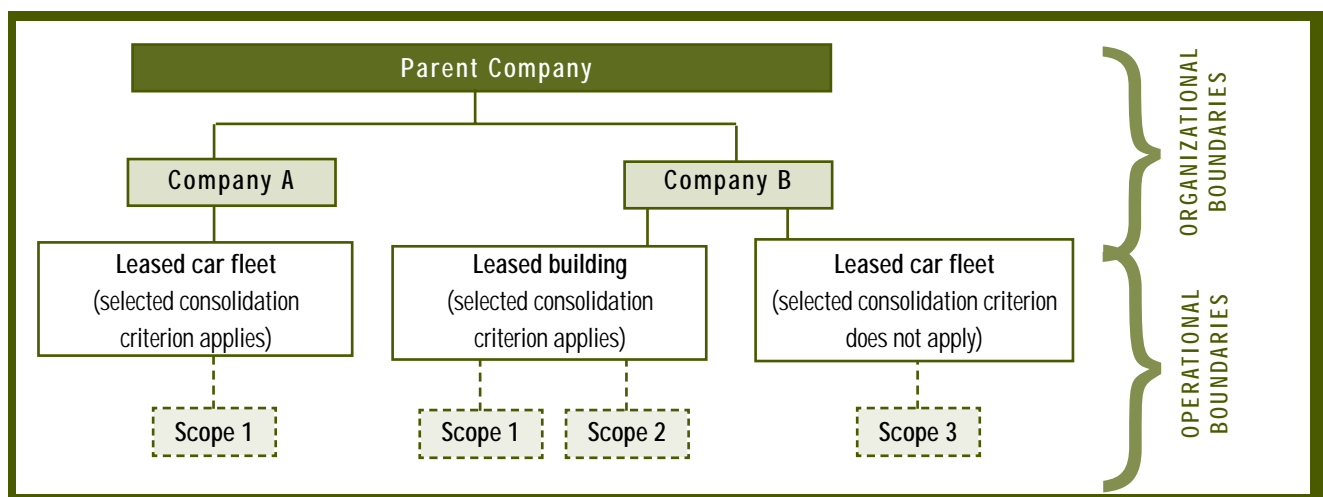 Parent Company
ORGANIZATIONAL
BOUNDARIES
Company A
Company B
Leased car fleet
(selected consolidation
criterion applies)
Leased building
(selected consolidation
criterion applies)
Leased car fleet
(selected consolidation criterion
does not apply)
OPERATIONAL
BOUNDARIES
Scope 1
Scope 1
Scope 2
Scope 3